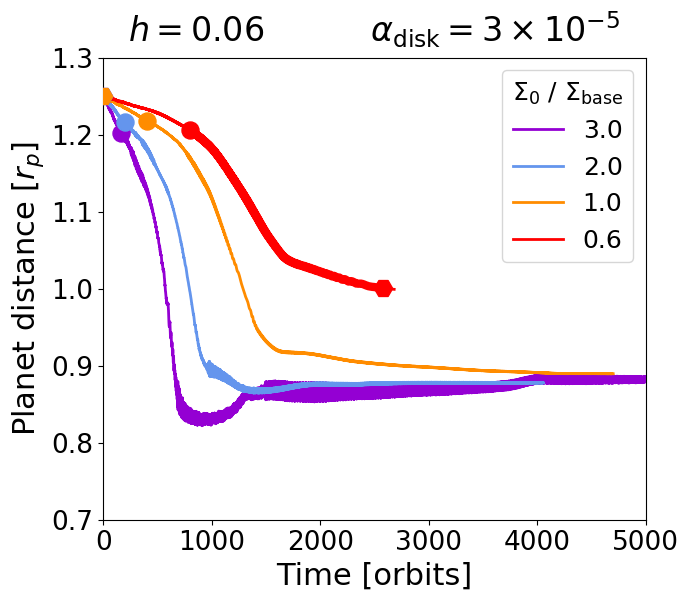 h = 0.06
α_disk = 3 × 10⁻⁵
Planet distance [r_p]
1.3
1.2
1.1
1.0
0.9
0.8
0.7
Σ₀ / Σ_base
3.0
2.0
1.0
0.6
0 1000 2000 3000 4000 5000
Time [orbits]